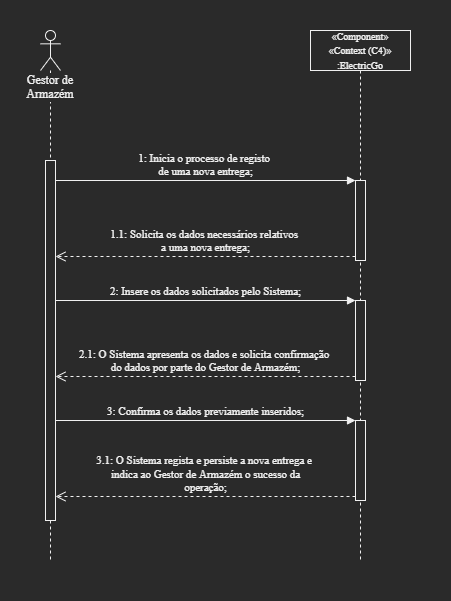 «Component»
«Context (C4)»
:ElectricGo
Gestor de
Armazém
1: Inicia o processo de registo
de uma nova entrega;
1.1: Solicita os dados necessários relativos
a uma nova entrega;
2: Insere os dados solicitados pelo Sistema;
2.1: O Sistema apresenta os dados e solicita confirmação
do dados por parte do Gestor de Armazém;
3: Confirma os dados previamente inseridos;
3.1: O Sistema regista e persiste a nova entrega e
indica ao Gestor de Armazém o sucesso da
operação;